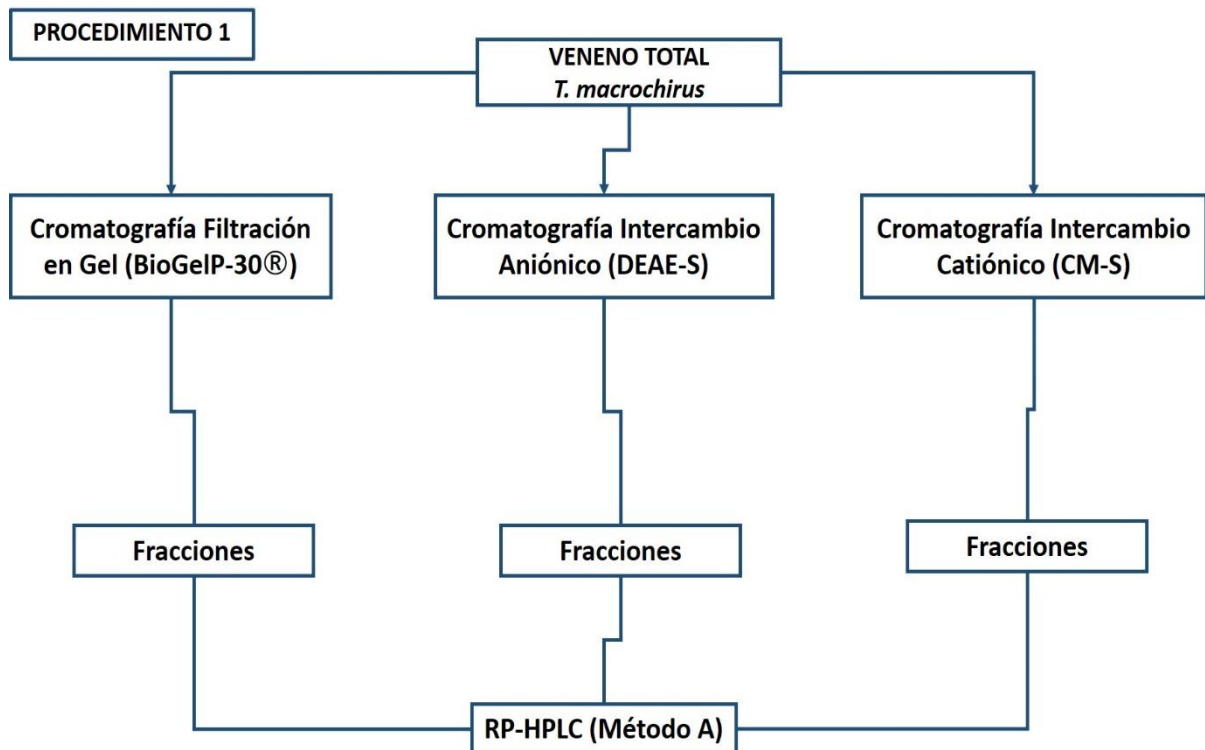 PROCEDIMIENTO 1
VENENO TOTAL
T. macrochirus
Cromatografía Filtración
en Gel (BioGelP-30®)
Cromatografía Intercambio
Aniónico (DEAE-S)
Cromatografía Intercambio
Catiónico (CM-S)
Fracciones
Fracciones
Fracciones
RP-HPLC (Método A)